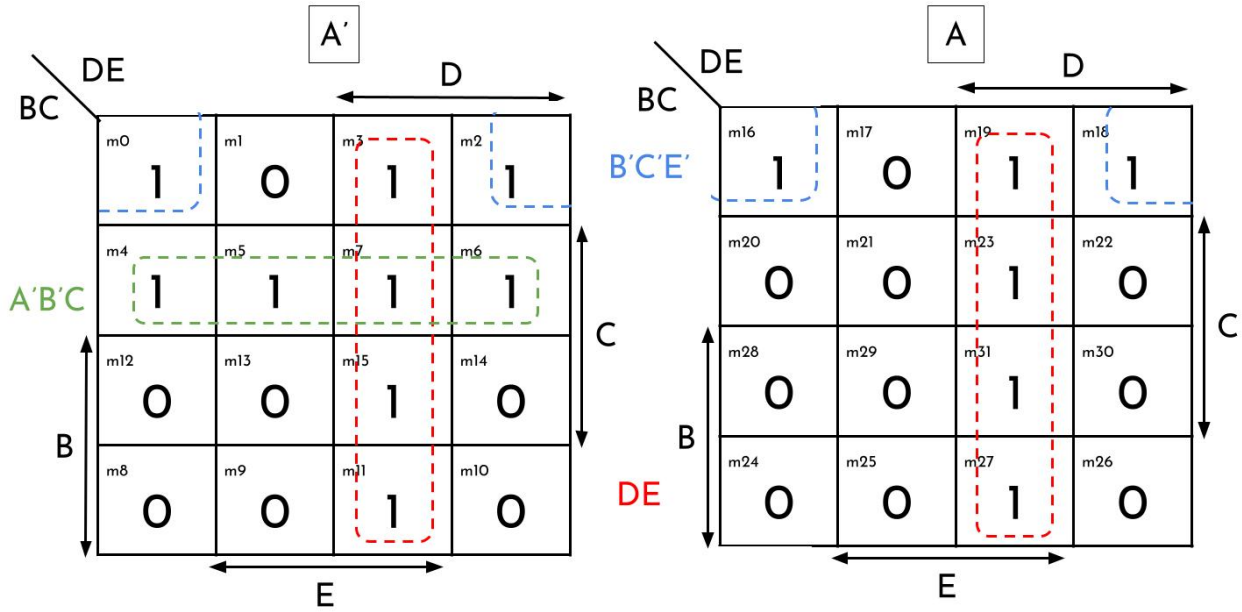 A′
DE
BC
D
m0 m1 m3 m2
1 0 1 1
m4 m5 m7 m6
A′B′C 1 1 1 1
C
m12 m13 m15 m14
0 0 1 0
B
m8 m9 m11 m10
0 0 1 0
E
A
DE
BC
D
m16 m17 m19 m18
B′C′E′ 1 0 1 1
m20 m21 m23 m22
0 0 1 0
C
m28 m29 m31 m30
0 0 1 0
B
m24 m25 m27 m26
DE 0 0 1 0
E